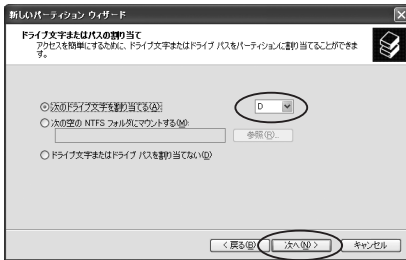 新しいパーティション ウィザード
ドライブ文字またはパスの割り当て
アクセスを簡単にするために、ドライブ文字またはドライブ パスをパーティションに割り当てることができま
す。
次のドライブ文字を割り当てる(A):
D
次の空の NTFS フォルダにマウントする(M):
参照(R)...
ドライブ文字またはドライブ パスを割り当てない(D)
< 戻る(B)
次へ(N) >
キャンセル